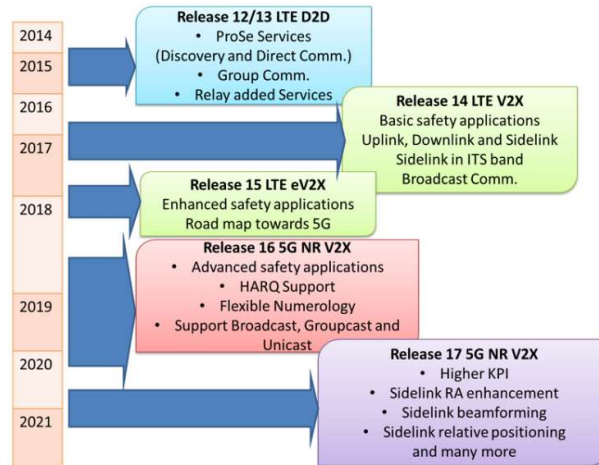 2014
2015
2016
2017
2018
2019
2020
2021
Release 12/13 LTE D2D
• ProSe Services
(Discovery and Direct Comm.)
• Group Comm.
• Relay added Services
Release 14 LTE V2X
Basic safety applications
Uplink, Downlink and Sidelink
Sidelink in ITS band
Broadcast Comm.
Release 15 LTE eV2X
Enhanced safety applications
Road map towards 5G
Release 16 5G NR V2X
• Advanced safety applications
• HARQ Support
• Flexible Numerology
• Support Broadcast, Groupcast and
Unicast
Release 17 5G NR V2X
• Higher KPI
• Sidelink RA enhancement
• Sidelink beamforming
• Sidelink relative positioning
and many more